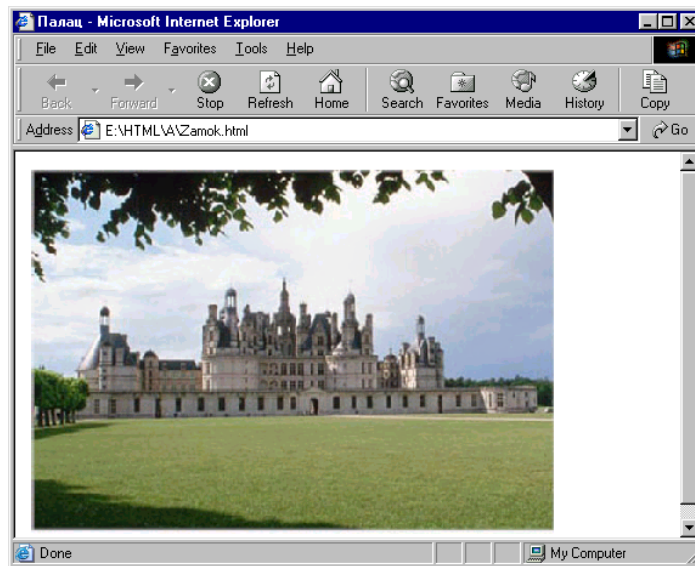 Палац - Microsoft Internet Explorer
File Edit View Favorites Tools Help
Back Forward Stop Refresh Home Search Favorites Media History Copy
Address E:\HTML\A\Zamok.html Go
Done My Computer